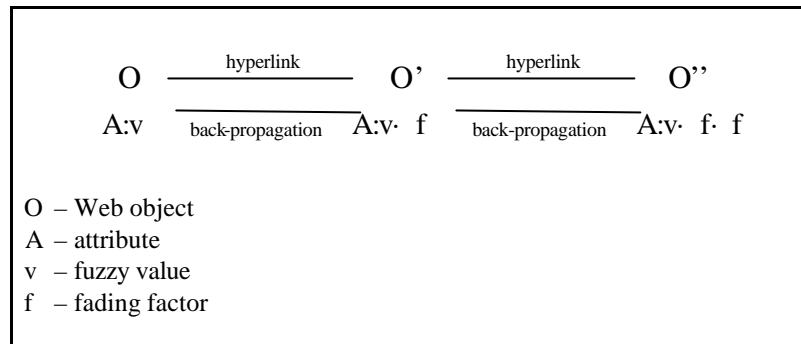 hyperlink hyperlink
O O’ O’’
A:v back-propagation A:v· f back-propagation A:v· f· f
O – Web object
A – attribute
v – fuzzy value
f – fading factor